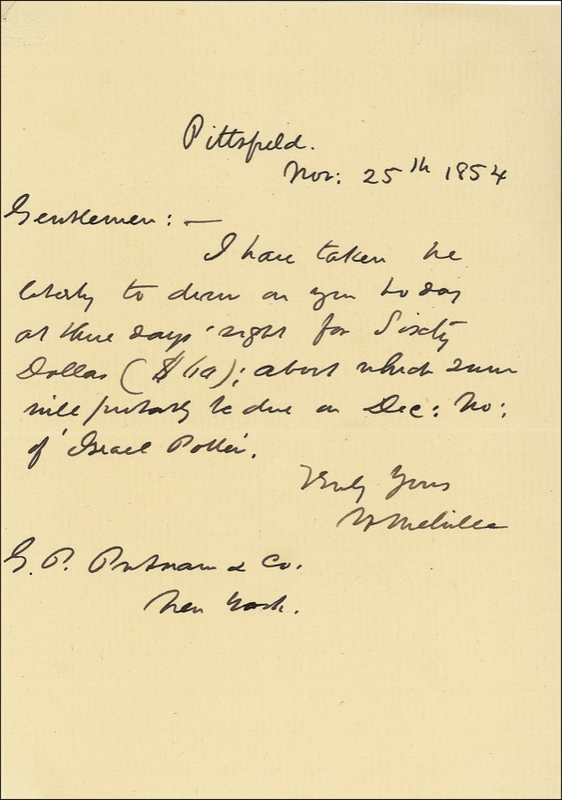 Pittsfield.
Nov: 25th 1854
Gentlemen: —
I have taken the
liberty to draw on you to day
at three days' sight for Sixty
Dollars ($60); about which sum
will probably be due on Dec: No:
of 'Israel Potter'.
Truly Yours
H Melville
G. P. Putnam & Co.
New York.